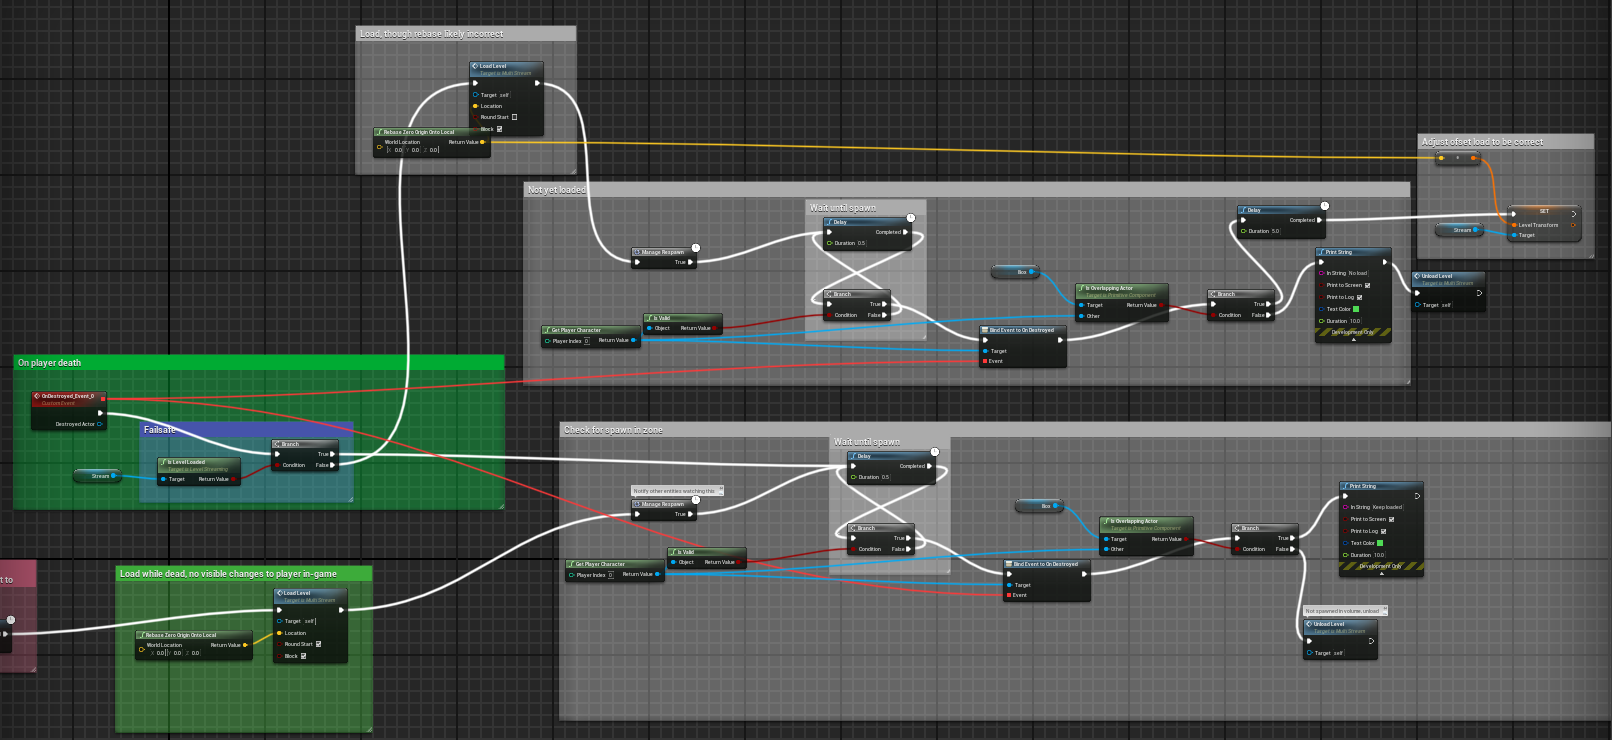 Load, though rebase likely incorrect
Load Level
Target is Multi Stream
Target self
Location
Round Start
Block
Rebase Zero Origin Onto Local
World Location Return Value
X 0.0 Y 0.0 Z 0.0
Adjust ofset load to be correct
SET
Level Transform
Stream Target
Not yet loaded
Wait until spawn
Delay
Completed
Duration 0.5
Manage Respawn
True
Branch
True
Condition False
Is Valid
Object Return Value
Get Player Character
Player Index 0 Return Value
Box
Is Overlapping Actor
Target is Primitive Component
Target Return Value
Other
Bind Event to On Destroyed
Target
Event
Branch
True
Condition False
Delay
Completed
Duration 5.0
Print String
In String No load
Print to Screen
Print to Log
Text Color
Duration 10.0
Development Only
Unload Level
Target is Multi Stream
Target self
On player death
OnDestroyed_Event_0
Custom Event
Destroyed Actor
Failsafe
Stream
Is Level Loaded
Target is Level Streaming
Target Return Value
Branch
True
Condition False
Check for spawn in zone
Wait until spawn
Delay
Completed
Duration 0.5
Notify other entities watching this
Manage Respawn
True
Branch
True
Condition False
Is Valid
Object Return Value
Get Player Character
Player Index 0 Return Value
Box
Is Overlapping Actor
Target is Primitive Component
Target Return Value
Other
Bind Event to On Destroyed
Target
Event
Branch
True
Condition False
Print String
In String Keep loaded
Print to Screen
Print to Log
Text Color
Duration 10.0
Development Only
Not spawned in volume, unload
Unload Level
Target is Multi Stream
Target self
t to
Load while dead, no visible changes to player in-game
Load Level
Target is Multi Stream
Target self
Location
Round Start
Block
Rebase Zero Origin Onto Local
World Location Return Value
X 0.0 Y 0.0 Z 0.0